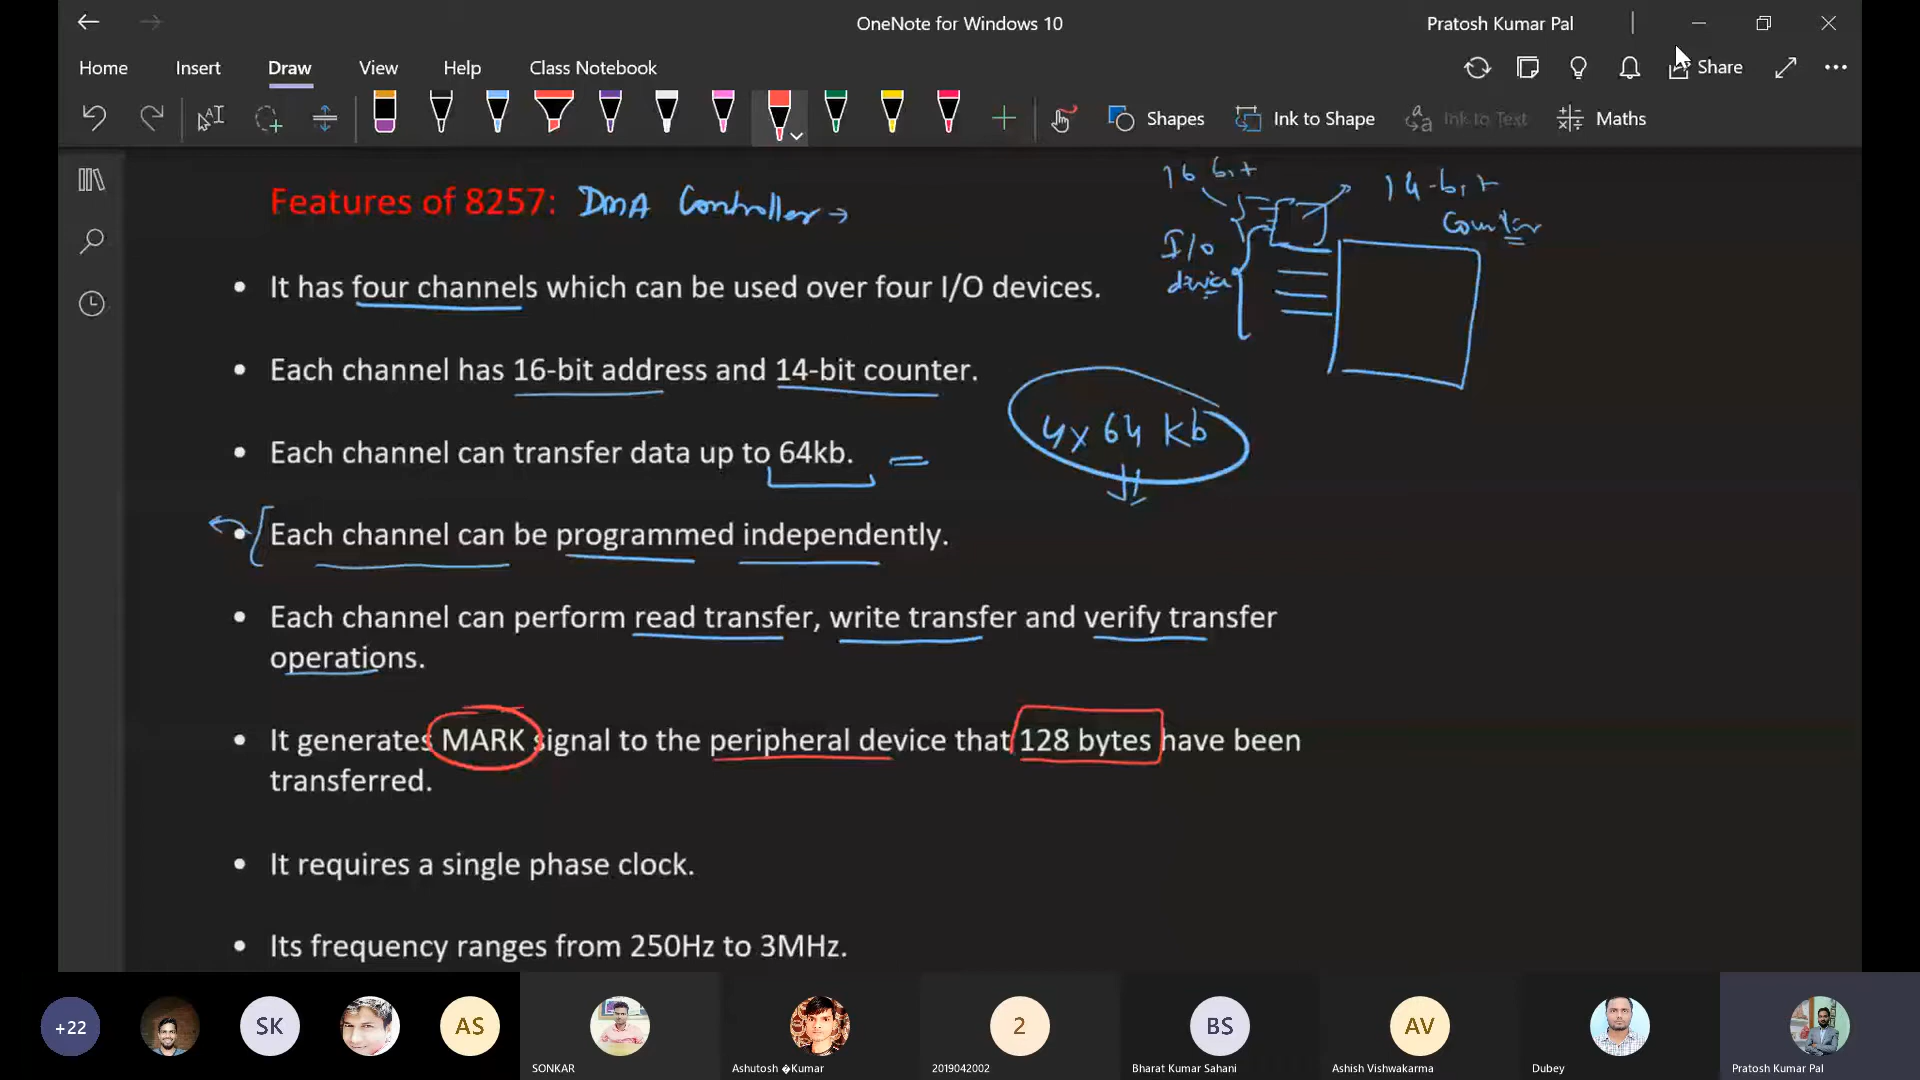 OneNote for Windows 10
Pratosh Kumar Pal
Home Insert Draw View Help Class Notebook
Share
Shapes
Ink to Shape
Ink to Text
Maths
Features of 8257: DMA Controller →
16 bit
14-bit
Counter
I/O
device
• It has four channels which can be used over four I/O devices.
• Each channel has 16-bit address and 14-bit counter.
4 x 64 Kb
• Each channel can transfer data up to 64kb. =
• Each channel can be programmed independently.
• Each channel can perform read transfer, write transfer and verify transfer
operations.
• It generates MARK signal to the peripheral device that 128 bytes have been
transferred.
• It requires a single phase clock.
• Its frequency ranges from 250Hz to 3MHz.
+22
SK
AS
2
BS
AV
SONKAR
Ashutosh �Kumar
2019042002
Bharat Kumar Sahani
Ashish Vishwakarma
Dubey
Pratosh Kumar Pal